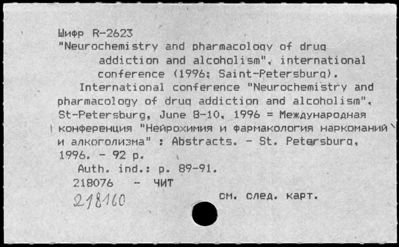 Шифр R-2623
"Neurochemistry and pharmacology of drug
addiction and alcoholism", international
conference (1996; Saint-Petersburg).
International conference "Neurochemistry and
pharmacology of drug addiction and alcoholism",
St-Petersburg, June 8-10, 1996 = Международная
конференция "Нейрохимия и фармакология наркоманий
и алкоголизма" : Abstracts. - St. Petersburg,
1996. - 92 p.
Auth. ind.: p. 89-91.
218076 - ЧИТ
218160
см. след. карт.